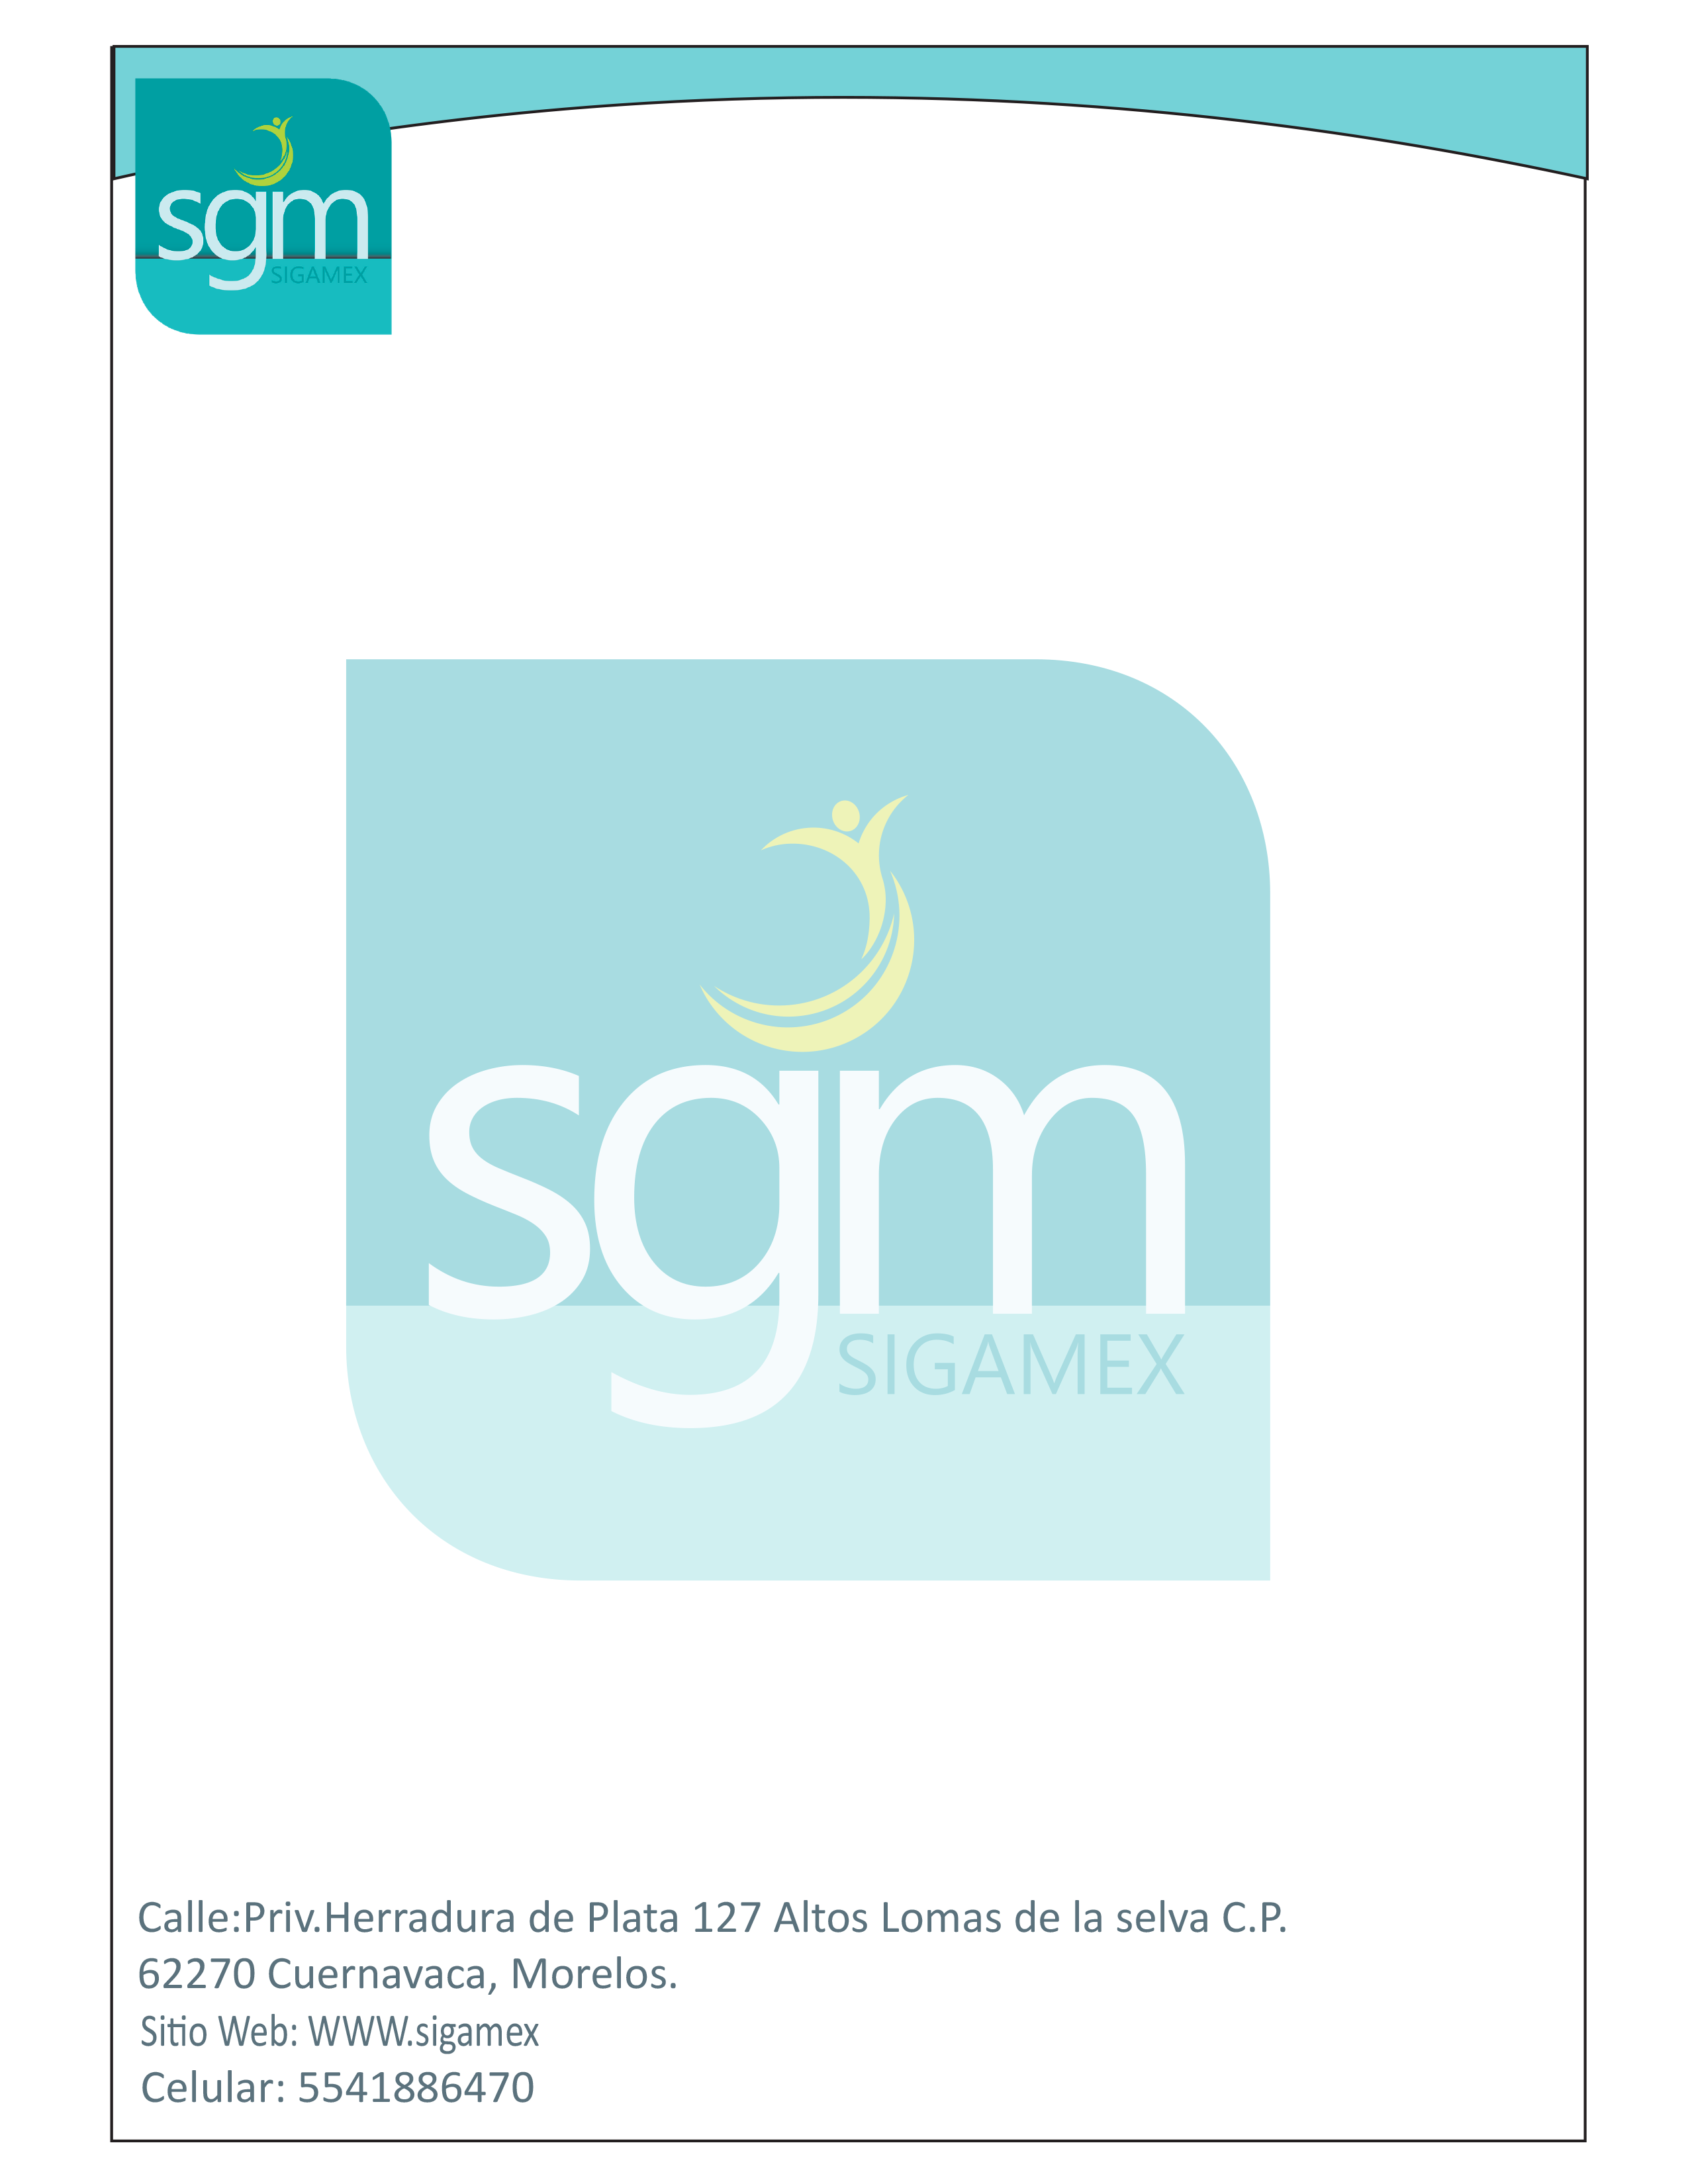 sgm
SIGAMEX
sgm
SIGAMEX
Calle:Priv.Herradura de Plata 127 Altos Lomas de la selva C.P.
62270 Cuernavaca, Morelos.
Sitio Web: WWW.sigamex
Celular: 5541886470